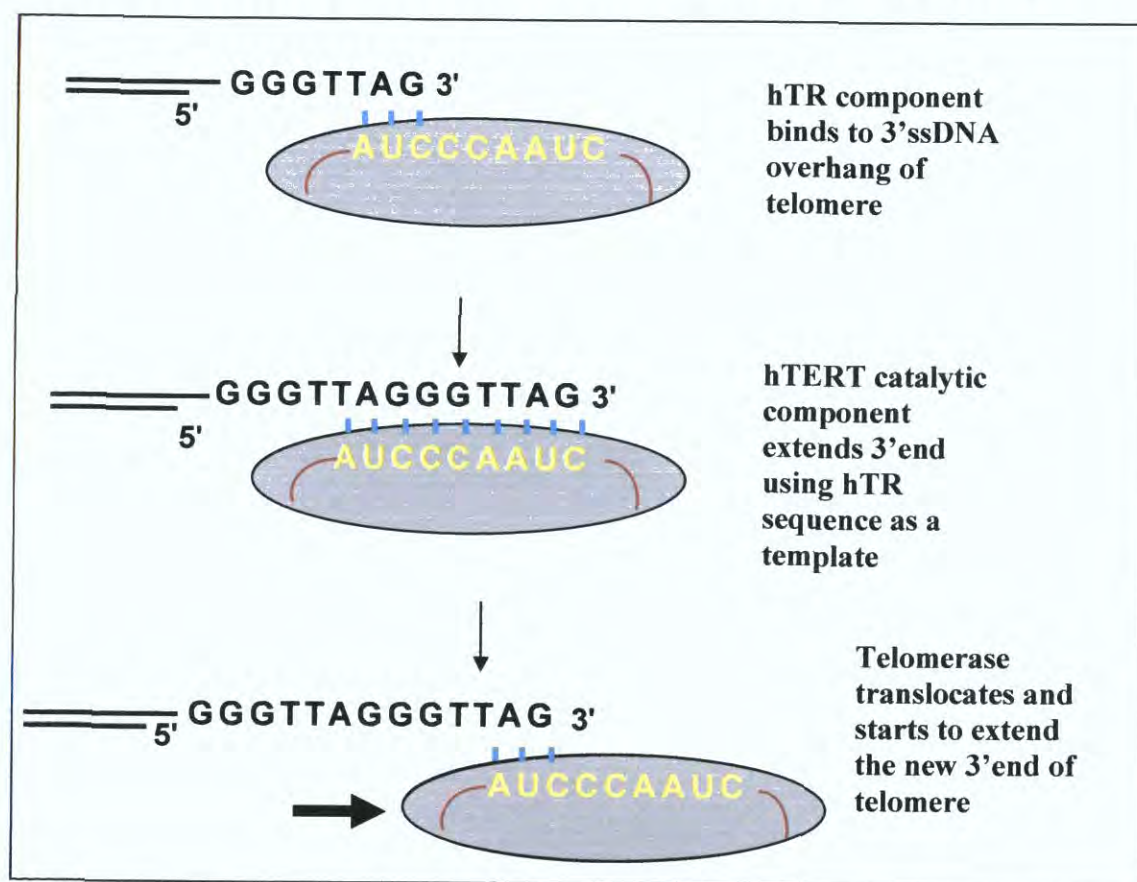 GGGTTAG 3'
5'
AUCCCAAUC
hTR component
binds to 3'ssDNA
overhang of
telomere
GGGTTAGGGTTAG 3'
5'
AUCCCAAUC
hTERT catalytic
component
extends 3'end
using hTR
sequence as a
template
GGGTTAGGGTTAG 3'
5'
AUCCCAAUC
Telomerase
translocates and
starts to extend
the new 3'end of
telomere